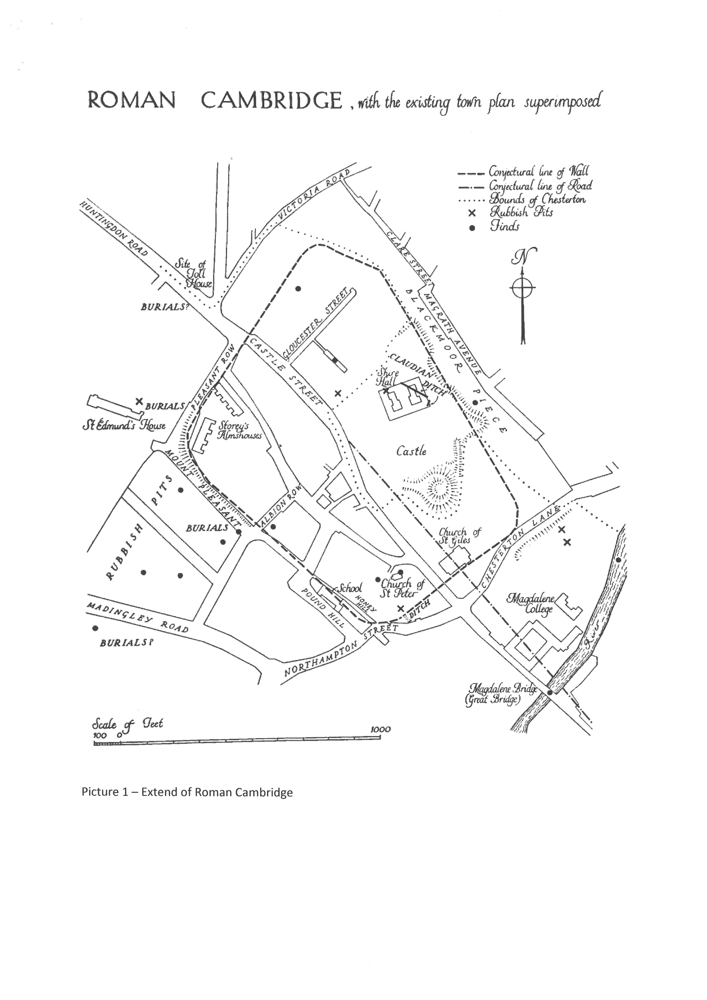 ROMAN CAMBRIDGE, with the existing town plan superimposed
Conjectural line of Wall
Conjectural line of Road
Bounds of Chesterton
Rubbish Pits
Finds
N
VICTORIA ROAD
HUNTINGDON ROAD
CLARE STREET
Site of
Toll
House
BURIALS?
MAGRATH AVENUE
BLACKMOOR PIECE
GLOUCESTER STREET
CASTLE STREET
PLEASANT ROW
CLAUDIAN
DITCH
Shire
Hall
BURIALS
St Edmund's House
Storey's
Almshouses
Castle
MOUNT PLEASANT
RUBBISH PITS
ALBION ROW
BURIALS
Church of
St Giles
CHESTERTON LANE
School
Church of
St Peter
HONEY
HILL
POUND HILL
DITCH
Magdalene
College
MADINGLEY ROAD
BURIALS?
NORTHAMPTON STREET
River
Magdalene Bridge
(Great Bridge)
Scale of Feet
100 0 1000
Picture 1 – Extend of Roman Cambridge